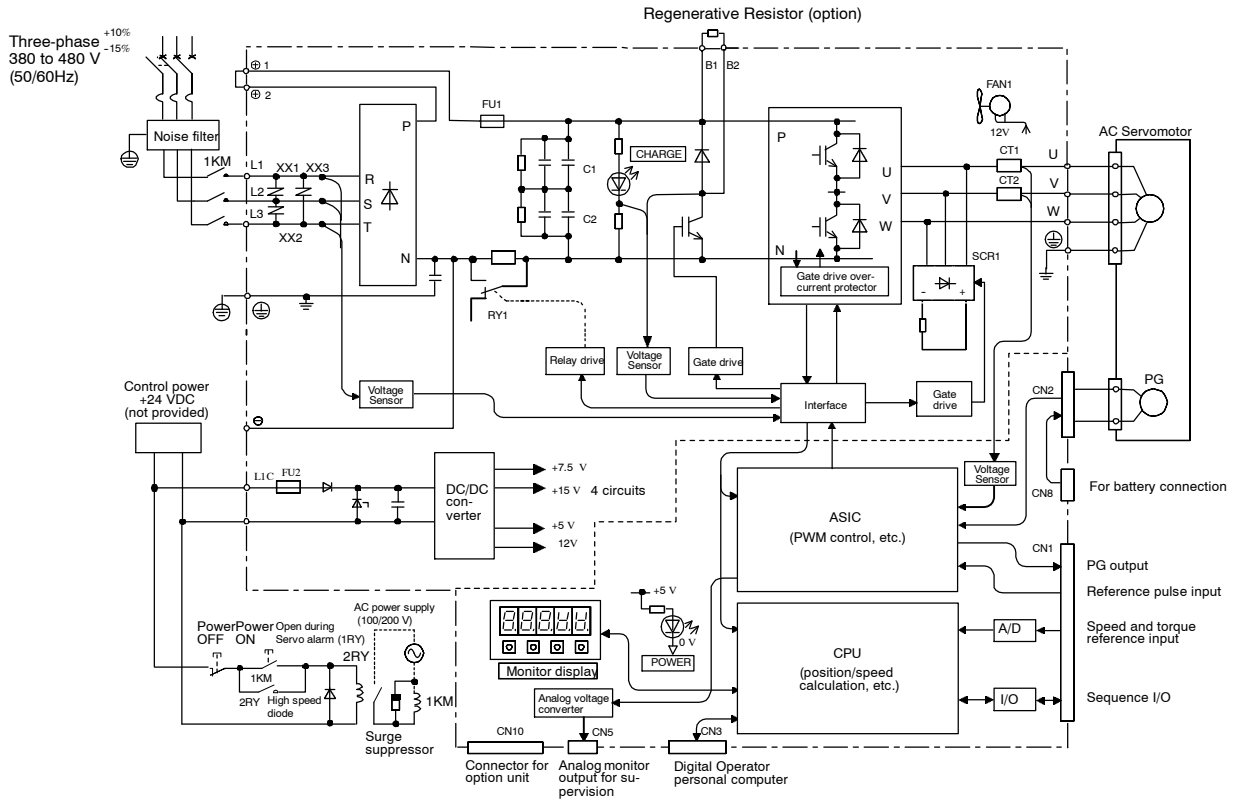 Regenerative Resistor (option)
Three-phase +10%
380 to 480 V −15%
(50/60Hz)
⊕ 1
⊕ 2
B1 B2
FU1
FAN1
12V
AC Servomotor
Noise filter
P
CHARGE
P
CT1
U
1KM
L1 XX1 XX3
R
C1
U
CT2
V
L2
S
V
L3
T
C2
W
W
XX2
N
N
SCR1
Gate drive over-
current protector
- +
RY1
Relay drive
Voltage
Sensor
Gate drive
Control power
+24 VDC
(not provided)
Voltage
Sensor
Interface
Gate
drive
CN2
PG
⊖
L1C FU2
DC/DC
con-
verter
+7.5 V
+15 V 4 circuits
+5 V
12V
Voltage
Sensor
CN8
For battery connection
ASIC
(PWM control, etc.)
CN1
PG output
Reference pulse input
+5 V
0 V
POWER
AC power supply
(100/200 V)
Power Power Open during
OFF ON Servo alarm (1RY)
2RY
1KM
2RY High speed
diode
1KM
Surge
suppressor
8.8.8.8.8.
Monitor display
CPU
(position/speed
calculation, etc.)
A/D
Speed and torque
reference input
I/O
Sequence I/O
Analog voltage
converter
CN10
CN5
CN3
Connector for
option unit
Analog monitor
output for su-
pervision
Digital Operator
personal computer